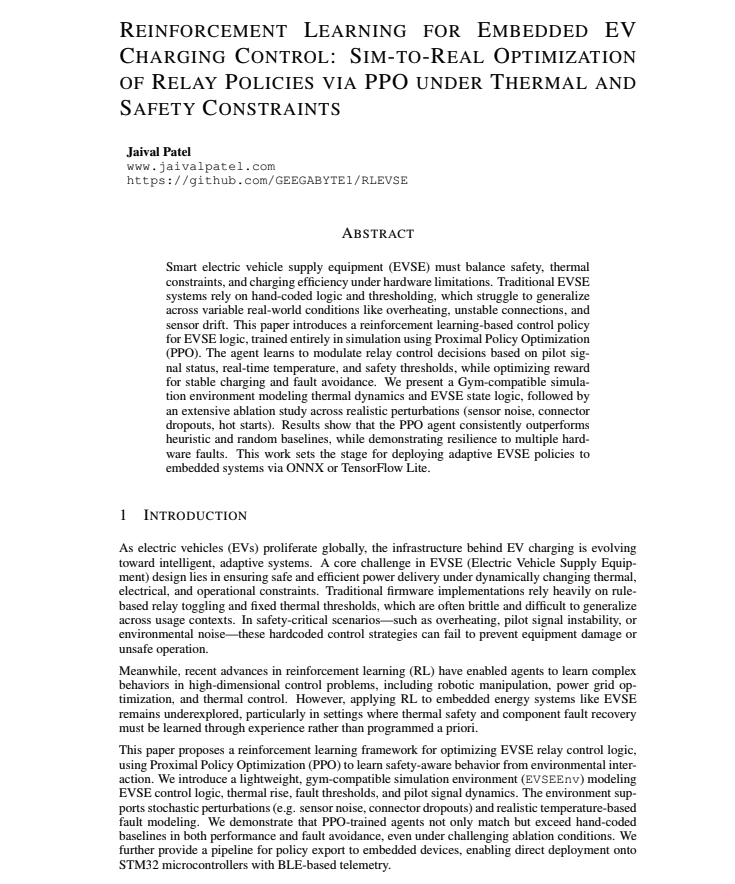 REINFORCEMENT LEARNING FOR EMBEDDED EV
CHARGING CONTROL: SIM-TO-REAL OPTIMIZATION
OF RELAY POLICIES VIA PPO UNDER THERMAL AND
SAFETY CONSTRAINTS
Jaival Patel
www.jaivalpatel.com
https://github.com/GEEGABYTE1/RLEVSE
ABSTRACT
Smart electric vehicle supply equipment (EVSE) must balance safety, thermal
constraints, and charging efficiency under hardware limitations. Traditional EVSE
systems rely on hand-coded logic and thresholding, which struggle to generalize
across variable real-world conditions like overheating, unstable connections, and
sensor drift. This paper introduces a reinforcement learning-based control policy
for EVSE logic, trained entirely in simulation using Proximal Policy Optimization
(PPO). The agent learns to modulate relay control decisions based on pilot sig-
nal status, real-time temperature, and safety thresholds, while optimizing reward
for stable charging and fault avoidance. We present a Gym-compatible simula-
tion environment modeling thermal dynamics and EVSE state logic, followed by
an extensive ablation study across realistic perturbations (sensor noise, connector
dropouts, hot starts). Results show that the PPO agent consistently outperforms
heuristic and random baselines, while demonstrating resilience to multiple hard-
ware faults. This work sets the stage for deploying adaptive EVSE policies to
embedded systems via ONNX or TensorFlow Lite.
1 INTRODUCTION
As electric vehicles (EVs) proliferate globally, the infrastructure behind EV charging is evolving
toward intelligent, adaptive systems. A core challenge in EVSE (Electric Vehicle Supply Equip-
ment) design lies in ensuring safe and efficient power delivery under dynamically changing thermal,
electrical, and operational constraints. Traditional firmware implementations rely heavily on rule-
based relay toggling and fixed thermal thresholds, which are often brittle and difficult to generalize
across usage contexts. In safety-critical scenarios—such as overheating, pilot signal instability, or
environmental noise—these hardcoded control strategies can fail to prevent equipment damage or
unsafe operation.
Meanwhile, recent advances in reinforcement learning (RL) have enabled agents to learn complex
behaviors in high-dimensional control problems, including robotic manipulation, power grid op-
timization, and thermal control. However, applying RL to embedded energy systems like EVSE
remains underexplored, particularly in settings where thermal safety and component fault recovery
must be learned through experience rather than programmed a priori.
This paper proposes a reinforcement learning framework for optimizing EVSE relay control logic,
using Proximal Policy Optimization (PPO) to learn safety-aware behavior from environmental inter-
action. We introduce a lightweight, gym-compatible simulation environment (EVSEEnv) modeling
EVSE control logic, thermal rise, fault thresholds, and pilot signal dynamics. The environment sup-
ports stochastic perturbations (e.g. sensor noise, connector dropouts) and realistic temperature-based
fault modeling. We demonstrate that PPO-trained agents not only match but exceed hand-coded
baselines in both performance and fault avoidance, even under challenging ablation conditions. We
further provide a pipeline for policy export to embedded devices, enabling direct deployment onto
STM32 microcontrollers with BLE-based telemetry.